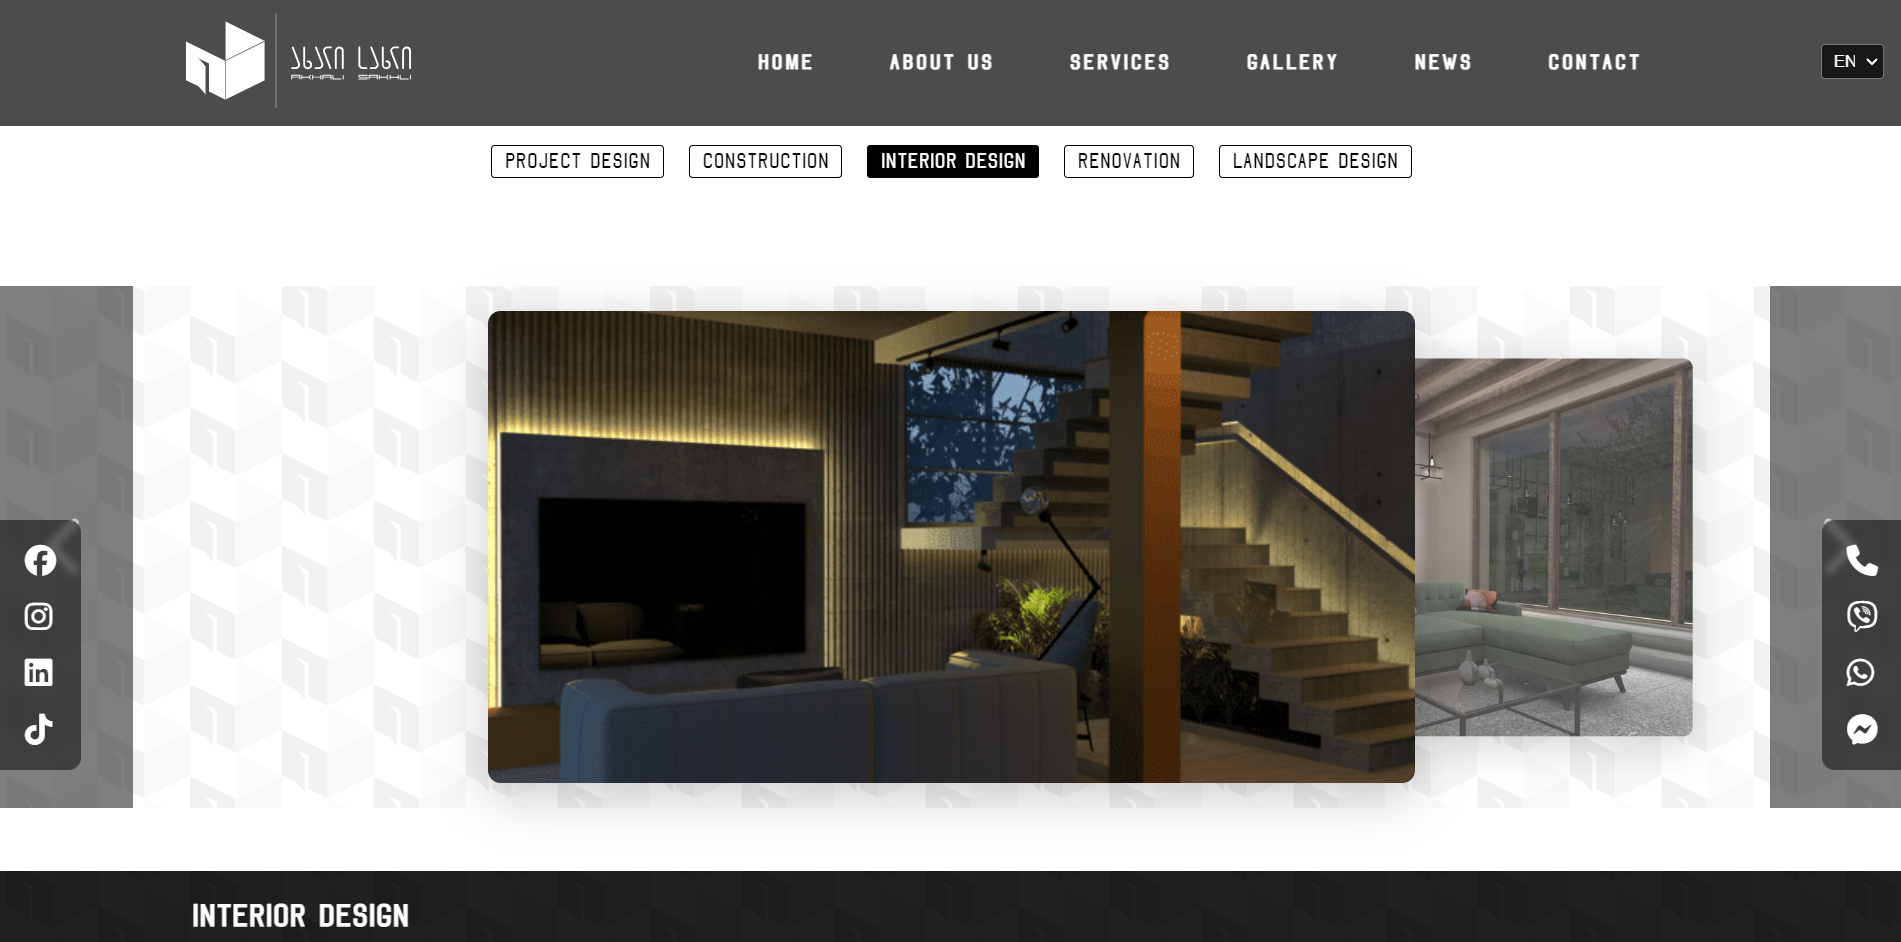 ახალი სახლი
AKHALI SAKHLI
HOME ABOUT US SERVICES GALLERY NEWS CONTACT
EN
PROJECT DESIGN CONSTRUCTION INTERIOR DESIGN RENOVATION LANDSCAPE DESIGN
INTERIOR DESIGN